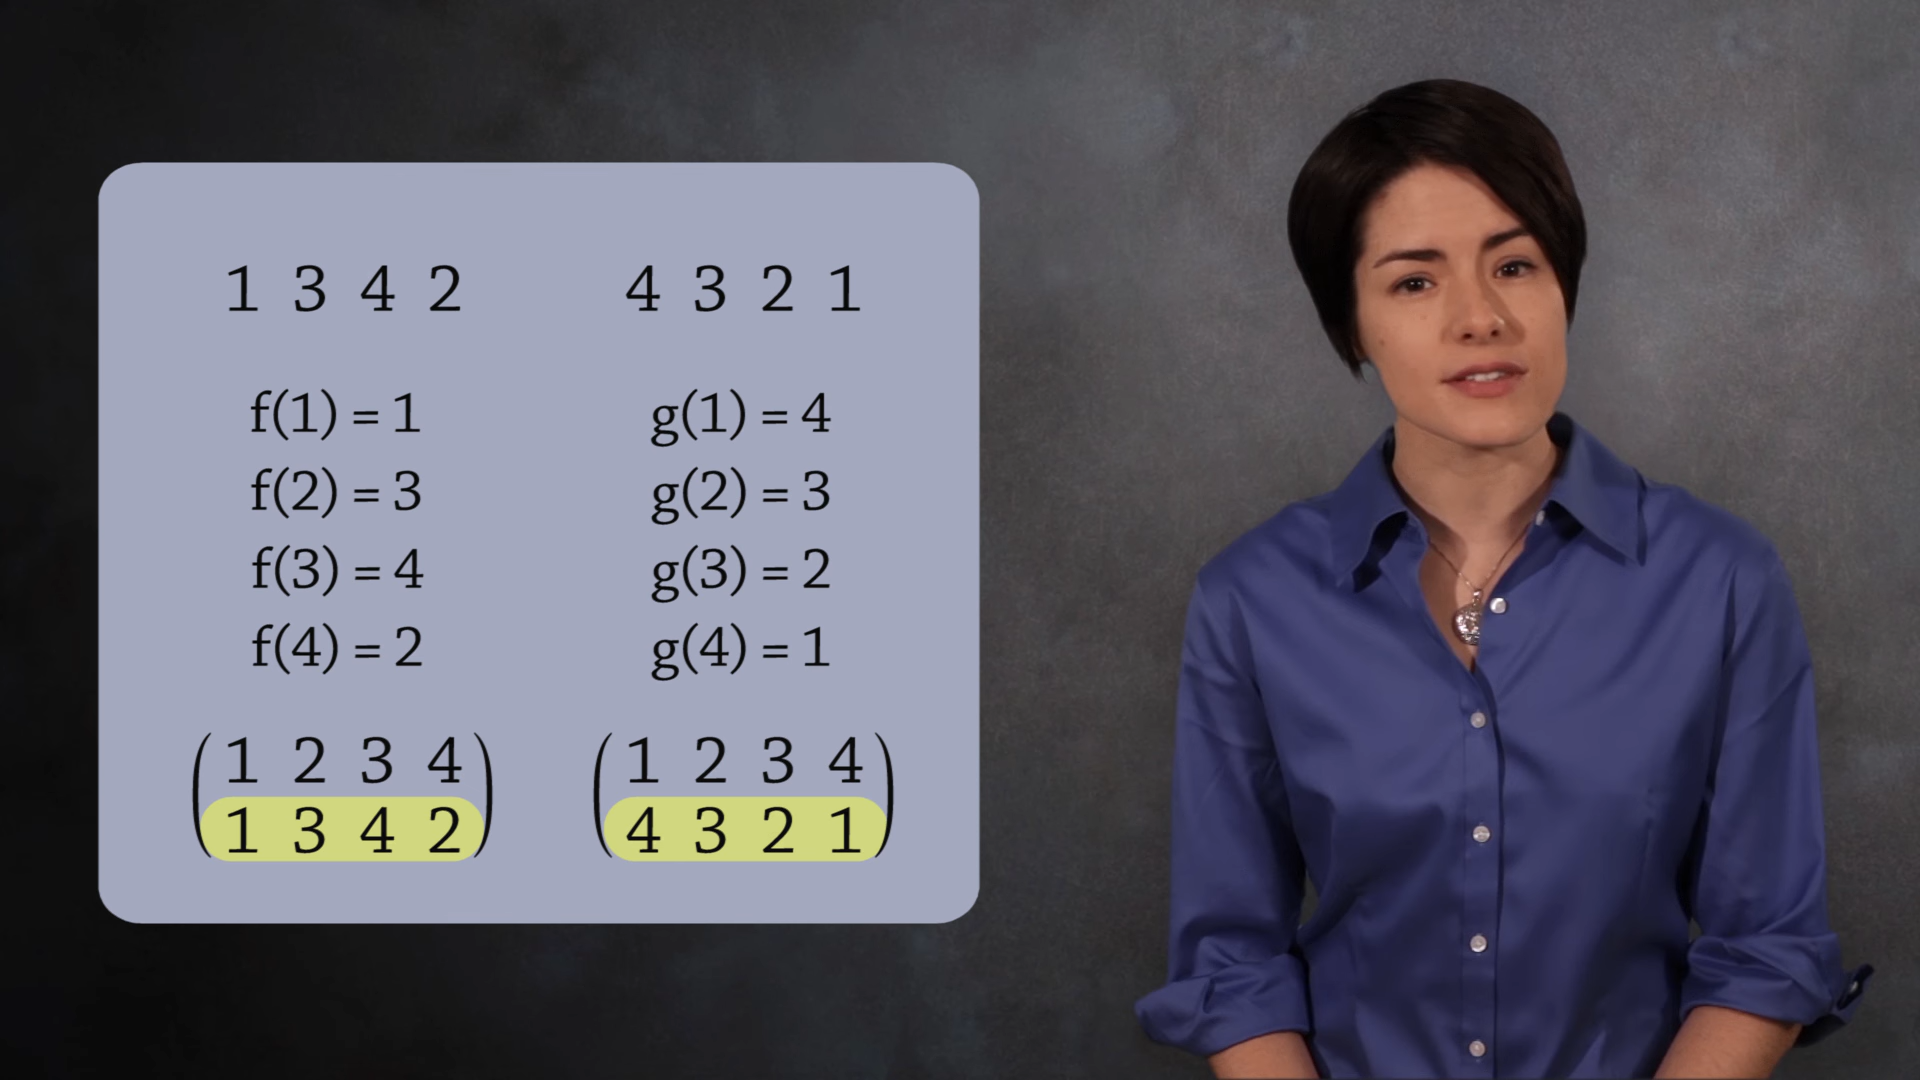 1 3 4 2 4 3 2 1
f(1) = 1 g(1) = 4
f(2) = 3 g(2) = 3
f(3) = 4 g(3) = 2
f(4) = 2 g(4) = 1
(1 2 3 4) (1 2 3 4)
(1 3 4 2) (4 3 2 1)